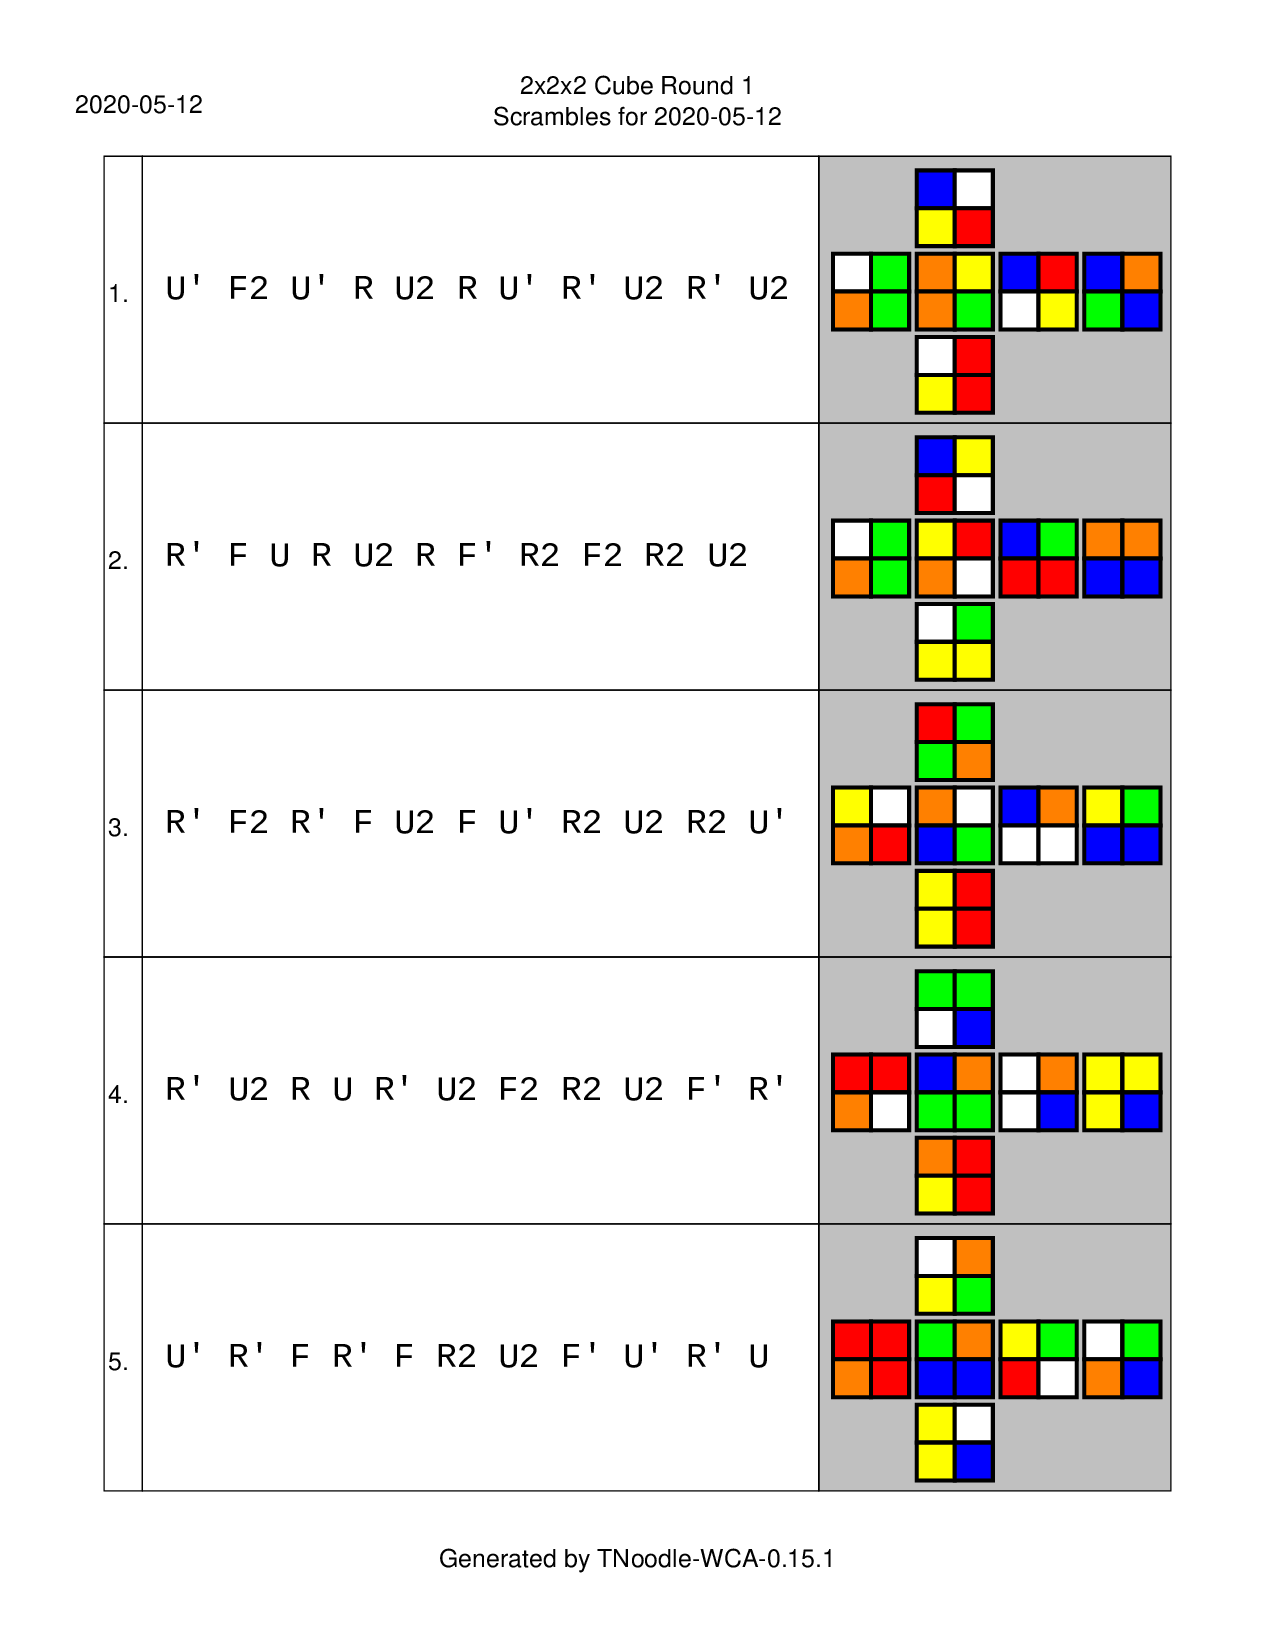 2020-05-12
2x2x2 Cube Round 1
Scrambles for 2020-05-12
1. U' F2 U' R U2 R U' R' U2 R' U2
2. R' F U R U2 R F' R2 F2 R2 U2
3. R' F2 R' F U2 F U' R2 U2 R2 U'
4. R' U2 R U R' U2 F2 R2 U2 F' R'
5. U' R' F R' F R2 U2 F' U' R' U
Generated by TNoodle-WCA-0.15.1